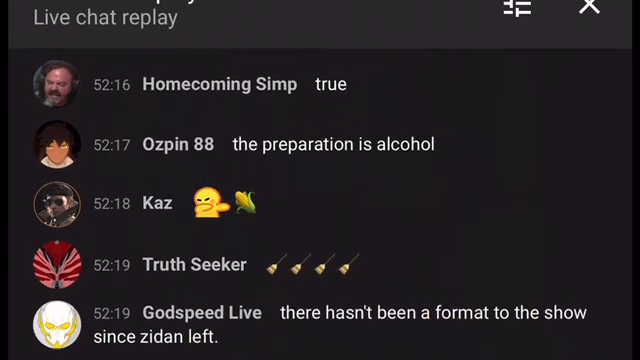 Live chat replay
52:16 Homecoming Simp true
52:17 Ozpin 88 the preparation is alcohol
52:18 Kaz 🌽
52:19 Truth Seeker 🧹🧹🧹🧹
52:19 Godspeed Live there hasn't been a format to the show
since zidan left.